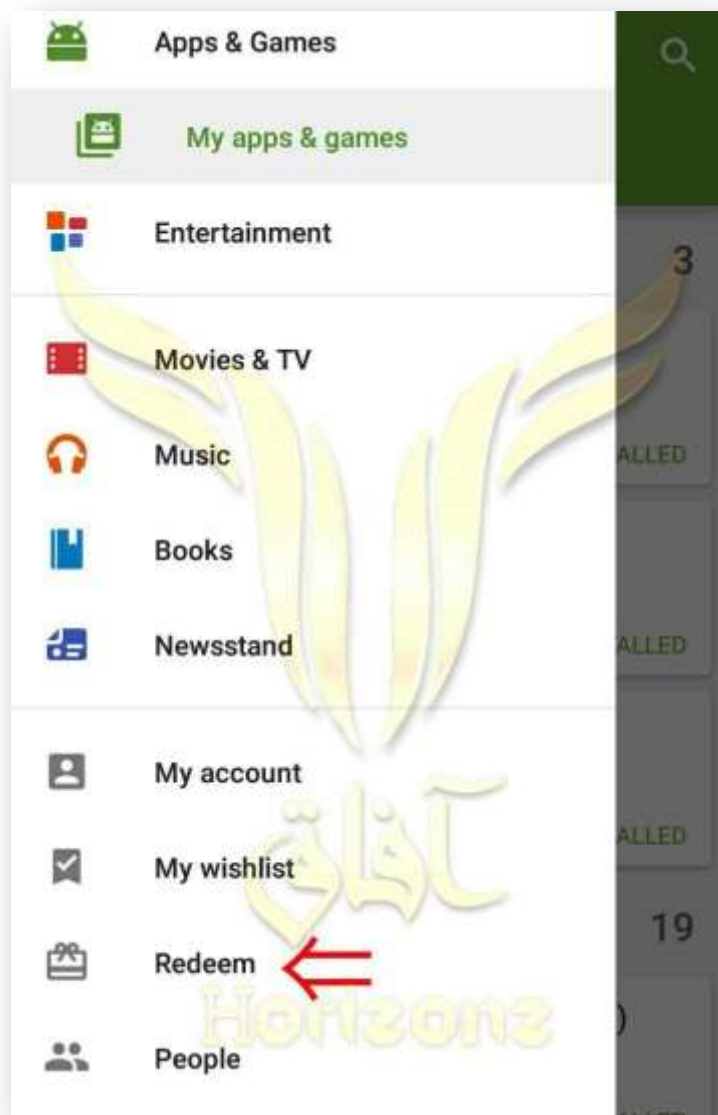 Apps & Games
My apps & games
Entertainment
3
Movies & TV
Music
ALLED
Books
Newsstand
ALLED
My account
ALLED
My wishlist
آفاق
19
Redeem
Horizons
)
People